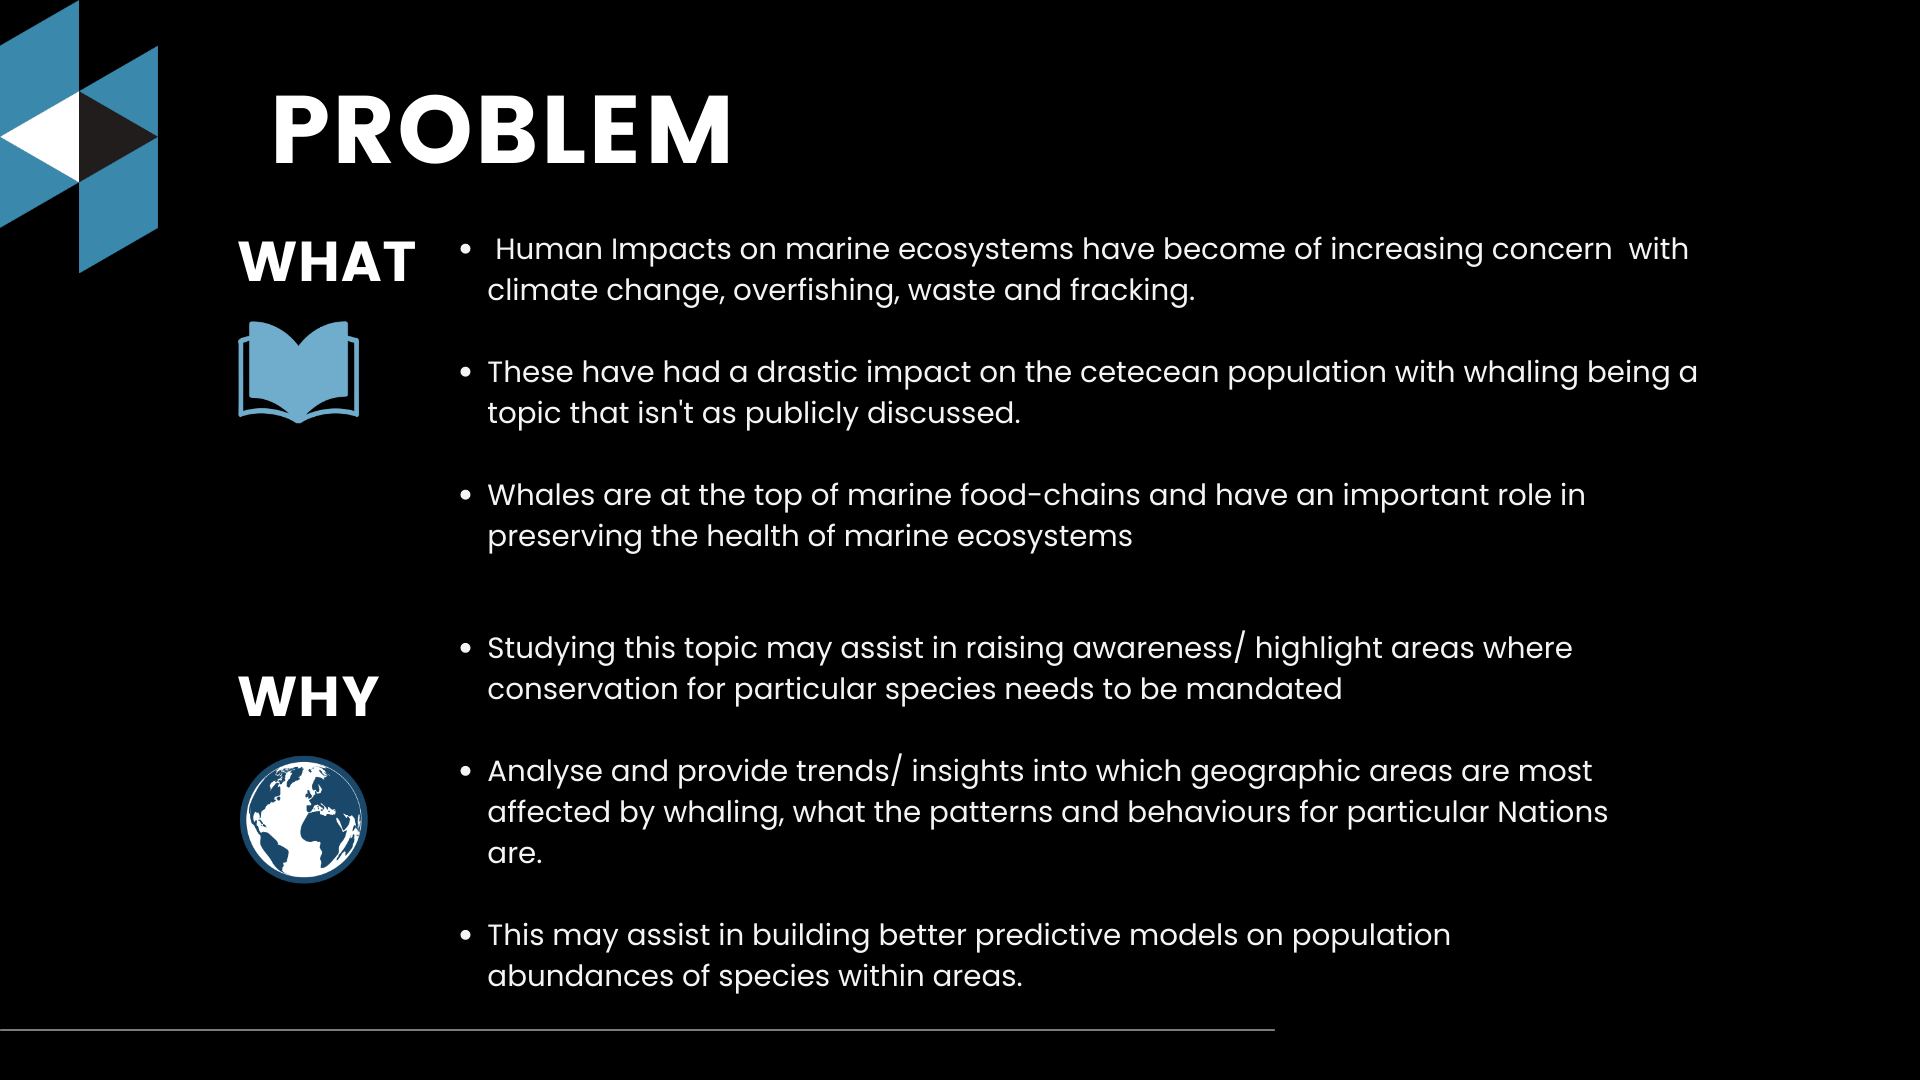 PROBLEM
WHAT
• Human Impacts on marine ecosystems have become of increasing concern with
climate change, overfishing, waste and fracking.
• These have had a drastic impact on the cetecean population with whaling being a
topic that isn't as publicly discussed.
• Whales are at the top of marine food-chains and have an important role in
preserving the health of marine ecosystems
WHY
• Studying this topic may assist in raising awareness/ highlight areas where
conservation for particular species needs to be mandated
• Analyse and provide trends/ insights into which geographic areas are most
affected by whaling, what the patterns and behaviours for particular Nations
are.
• This may assist in building better predictive models on population
abundances of species within areas.